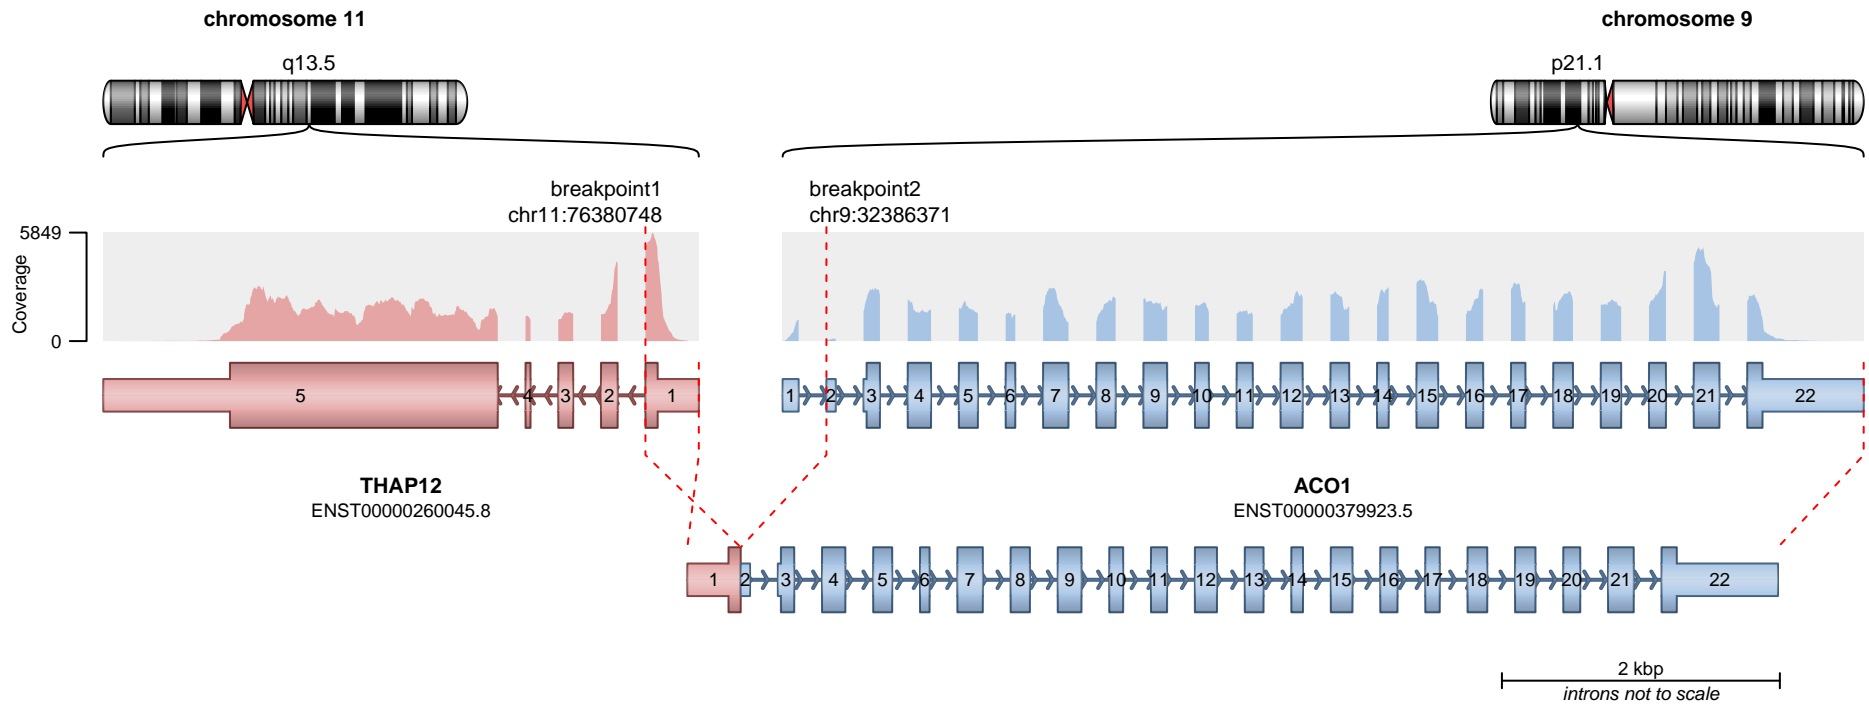 chromosome 11
chromosome 9
q13.5
p21.1
breakpoint1
chr11:76380748
breakpoint2
chr9:32386371
5849
Coverage
0
5 4 3 2 1
1 2 3 4 5 6 7 8 9 10 11 12 13 14 15 16 17 18 19 20 21 22
THAP12
ENST00000260045.8
ACO1
ENST00000379923.5
1 2 3 4 5 6 7 8 9 10 11 12 13 14 15 16 17 18 19 20 21 22
2 kbp
introns not to scale